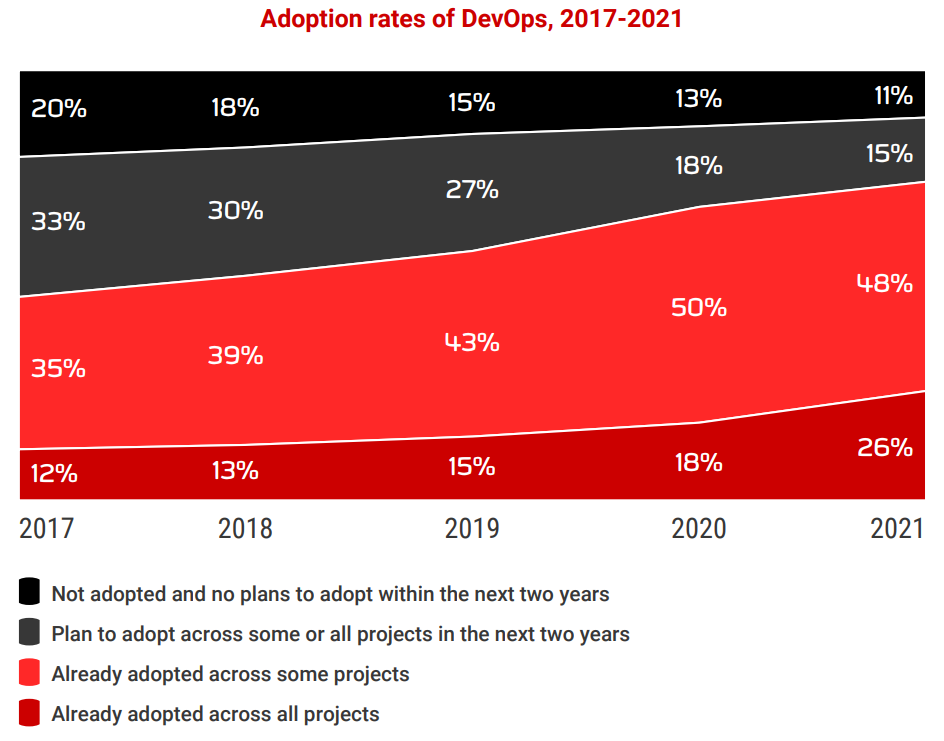 Adoption rates of DevOps, 2017-2021
20% 18% 15% 13% 11%
33% 30% 27% 18% 15%
35% 39% 43% 50% 48%
12% 13% 15% 18% 26%
2017 2018 2019 2020 2021
Not adopted and no plans to adopt within the next two years
Plan to adopt across some or all projects in the next two years
Already adopted across some projects
Already adopted across all projects